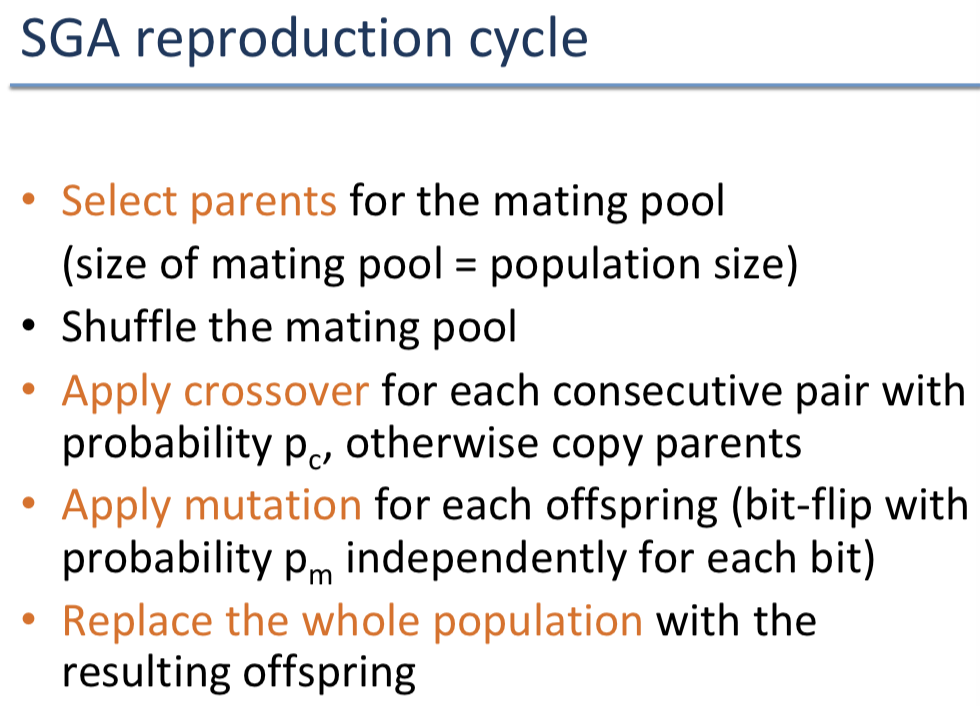 SGA reproduction cycle
• Select parents for the mating pool
(size of mating pool = population size)
• Shuffle the mating pool
• Apply crossover for each consecutive pair with
probability pc, otherwise copy parents
• Apply mutation for each offspring (bit-flip with
probability pm independently for each bit)
• Replace the whole population with the
resulting offspring